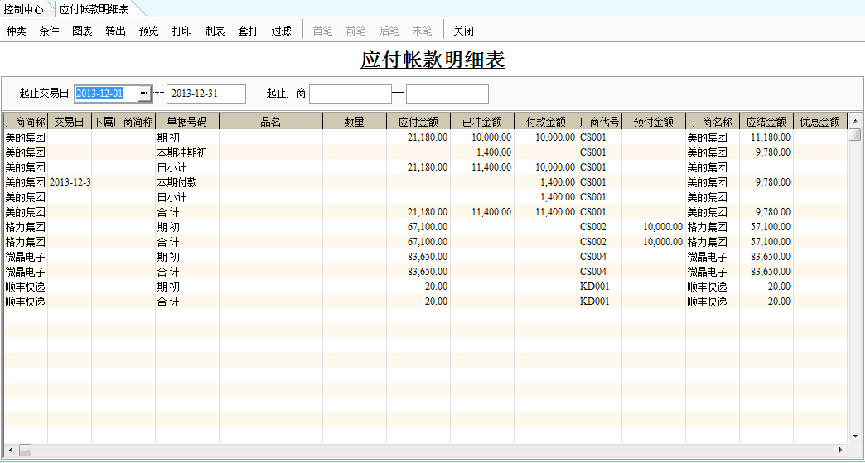 控制中心 应付帐款明细表
种类 条件 图表 转出 预览 打印 制表 套打 过滤 首笔 前笔 后笔 末笔 关闭
应付帐款明细表
起止交易日 2013-12-01 -- 2013-12-31 起止厂商 —
厂商简称 交易日 下属厂商简称 单据号码 品名 数量 应付金额 已冲金额 付款金额 厂商代号 预付金额 厂商名称 应结金额 优惠金额
美的集团 期初 21,180.00 10,000.00 10,000.00 CS001 美的集团 11,180.00
美的集团 本期冲期初 1,400.00 CS001 美的集团 9,780.00
美的集团 日小计 21,180.00 11,400.00 10,000.00 CS001 美的集团
美的集团 2013-12-3 本期付款 1,400.00 CS001 美的集团 9,780.00
美的集团 日小计 1,400.00 CS001 美的集团
美的集团 合计 21,180.00 11,400.00 11,400.00 CS001 美的集团 9,780.00
格力集团 期初 67,100.00 CS002 10,000.00 格力集团 57,100.00
格力集团 合计 67,100.00 CS002 10,000.00 格力集团 57,100.00
微晶电子 期初 83,650.00 CS004 微晶电子 83,650.00
微晶电子 合计 83,650.00 CS004 微晶电子 83,650.00
顺丰快递 期初 20.00 KD001 顺丰快递 20.00
顺丰快递 合计 20.00 KD001 顺丰快递 20.00